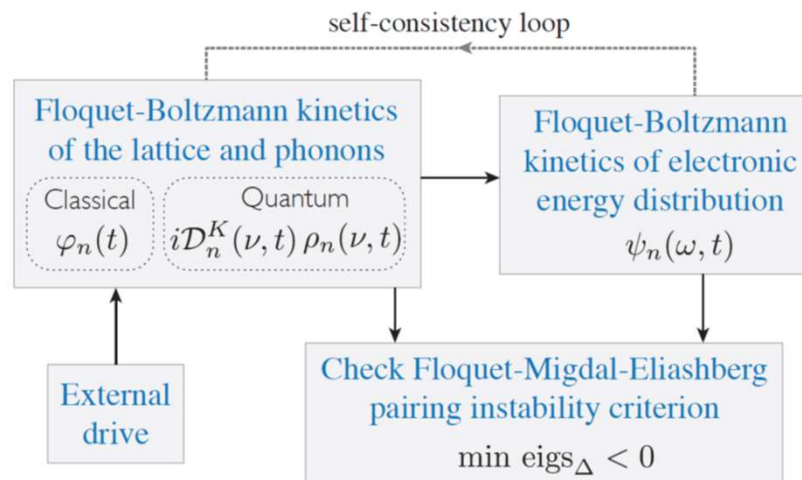 self-consistency loop
Floquet-Boltzmann kinetics
of the lattice and phonons
Classical
φ_n(t)
Quantum
i𝒟_n^K(ν, t) ρ_n(ν, t)
Floquet-Boltzmann
kinetics of electronic
energy distribution
ψ_n(ω, t)
External
drive
Check Floquet-Migdal-Eliashberg
pairing instability criterion
min eigs_Δ < 0